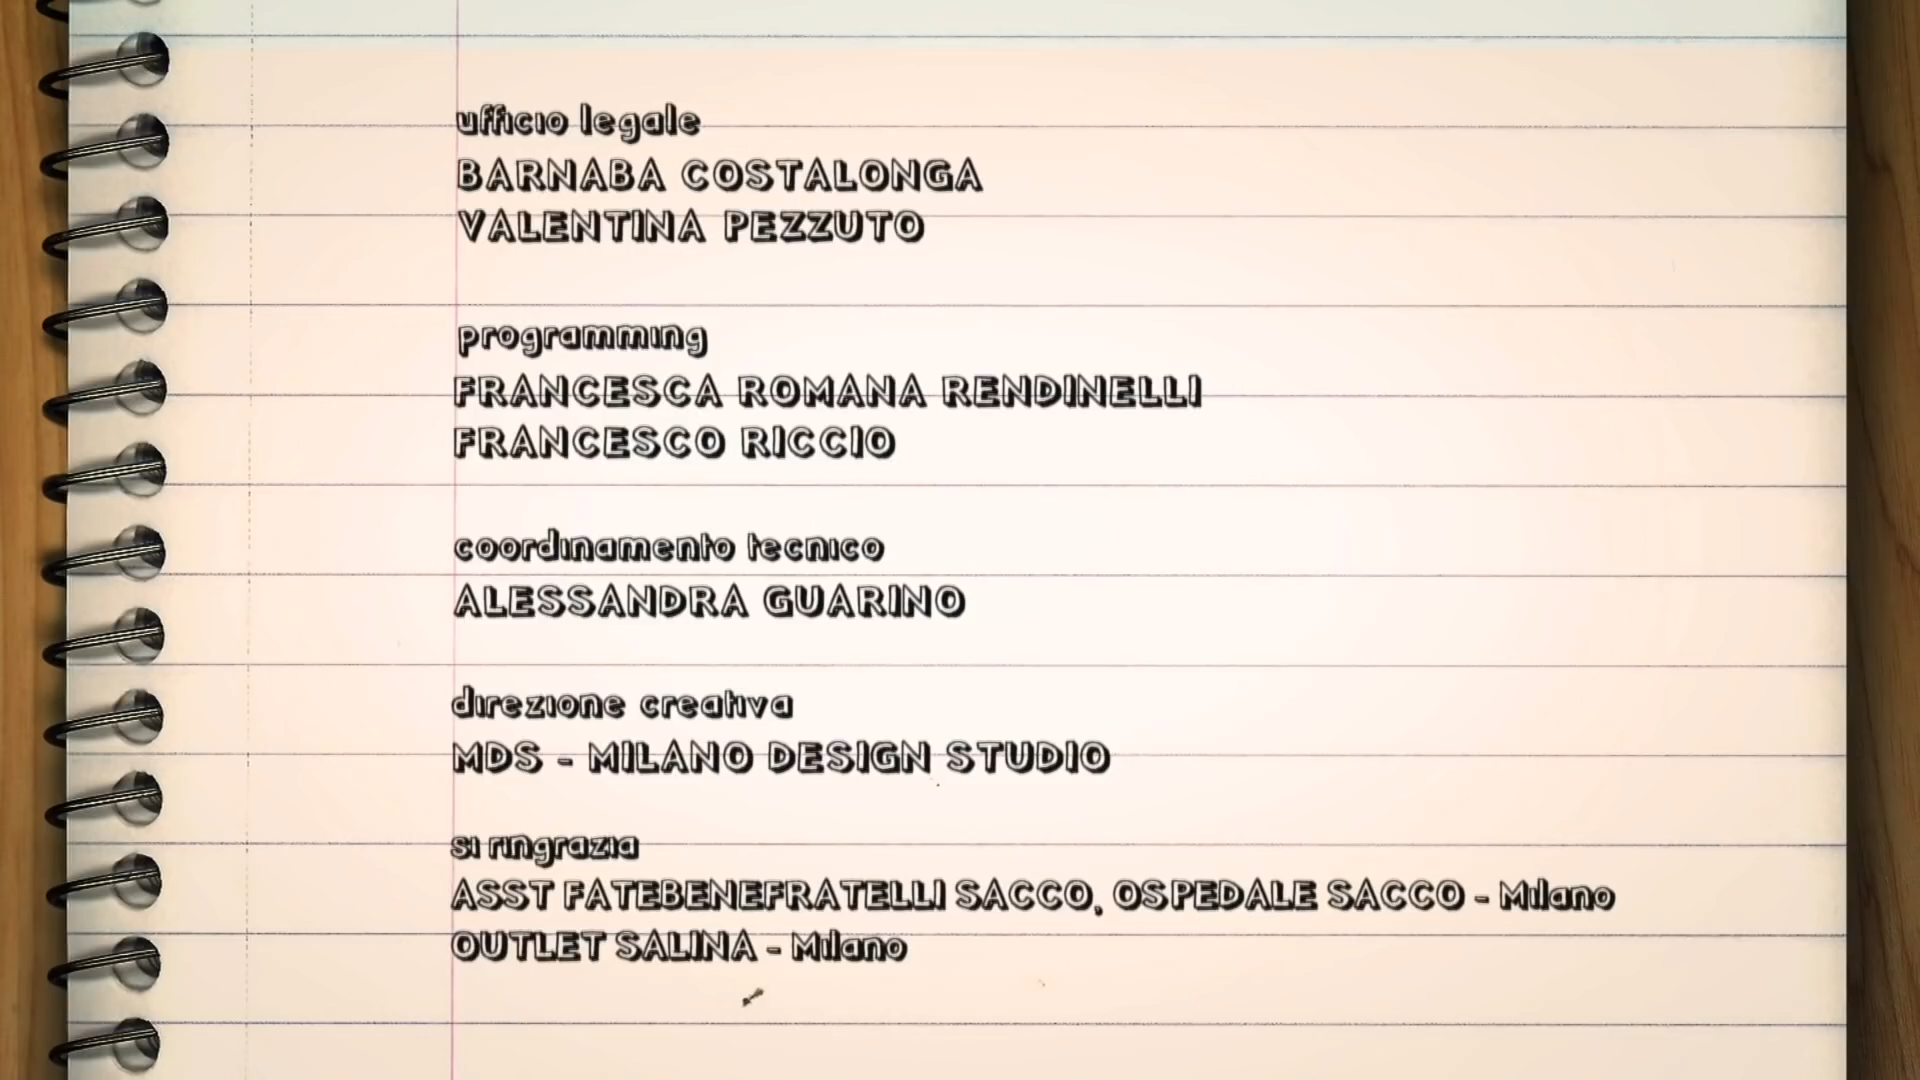 ufficio legale
BARNABA COSTALONGA
VALENTINA PEZZUTO
programming
FRANCESCA ROMANA RENDINELLI
FRANCESCO RICCIO
coordinamento tecnico
ALESSANDRA GUARINO
direzione creativa
MDS - MILANO DESIGN STUDIO
si ringrazia
ASST FATEBENEFRATELLI SACCO, OSPEDALE SACCO - Milano
OUTLET SALINA - Milano